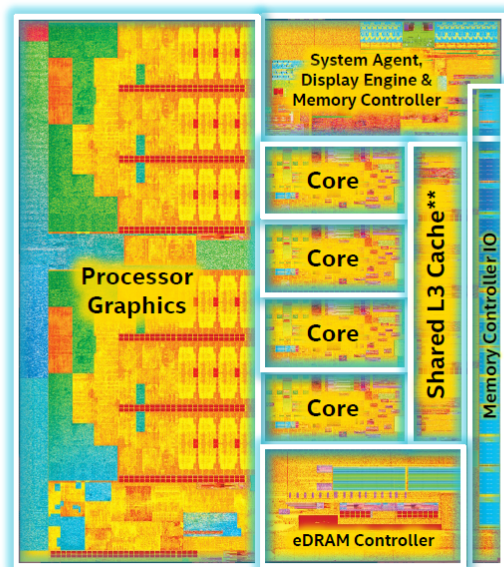 System Agent,
Display Engine &
Memory Controller
Core
Core
Core
Core
Shared L3 Cache**
Memory Controller IO
Processor
Graphics
eDRAM Controller